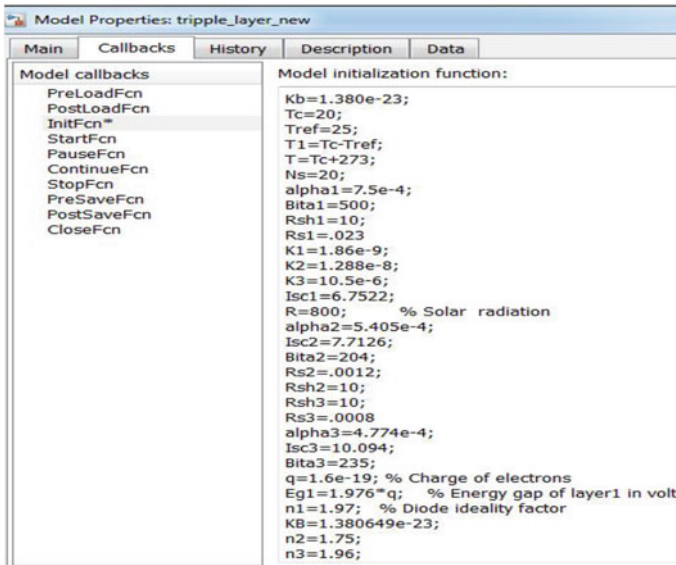 Model Properties: tripple_layer_new
Main Callbacks History Description Data
Model callbacks
PreLoadFcn
PostLoadFcn
InitFcn*
StartFcn
PauseFcn
ContinueFcn
StopFcn
PreSaveFcn
PostSaveFcn
CloseFcn
Model initialization function:
Kb=1.380e-23;
Tc=20;
Tref=25;
T1=Tc-Tref;
T=Tc+273;
Ns=20;
alpha1=7.5e-4;
Bita1=500;
Rsh1=10;
Rs1=.023
K1=1.86e-9;
K2=1.288e-8;
K3=10.5e-6;
Isc1=6.7522;
R=800; % Solar radiation
alpha2=5.405e-4;
Isc2=7.7126;
Bita2=204;
Rs2=.0012;
Rsh2=10;
Rsh3=10;
Rs3=.0008
alpha3=4.774e-4;
Isc3=10.094;
Bita3=235;
q=1.6e-19; % Charge of electrons
Eg1=1.976*q; % Energy gap of layer1 in volt
n1=1.97; % Diode ideality factor
KB=1.380649e-23;
n2=1.75;
n3=1.96;